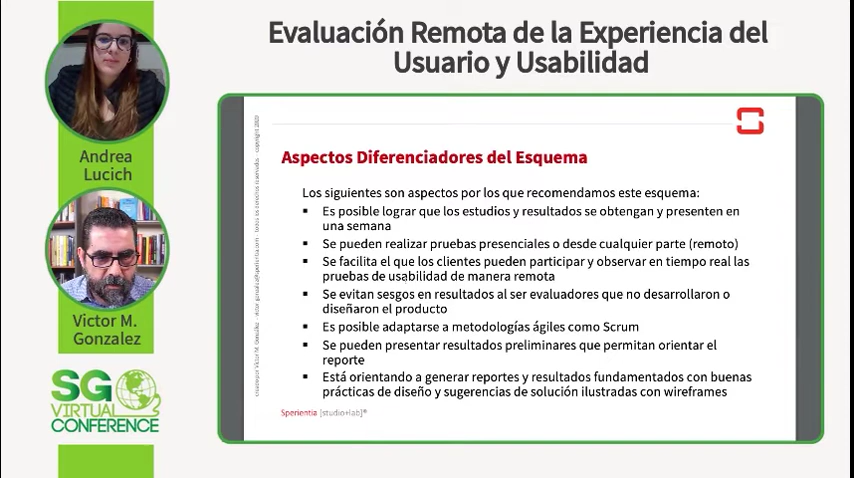 Evaluación Remota de la Experiencia del
Usuario y Usabilidad
Andrea
Lucich
Victor M.
Gonzalez
SG
VIRTUAL
CONFERENCE
Aspectos Diferenciadores del Esquema
Los siguientes son aspectos por los que recomendamos este esquema:
▪ Es posible lograr que los estudios y resultados se obtengan y presenten en
una semana
▪ Se pueden realizar pruebas presenciales o desde cualquier parte (remoto)
▪ Se facilita el que los clientes pueden participar y observar en tiempo real las
pruebas de usabilidad de manera remota
▪ Se evitan sesgos en resultados al ser evaluadores que no desarrollaron o
diseñaron el producto
▪ Es posible adaptarse a metodologías ágiles como Scrum
▪ Se pueden presentar resultados preliminares que permitan orientar el
reporte
▪ Está orientando a generar reportes y resultados fundamentados con buenas
prácticas de diseño y sugerencias de solución ilustradas con wireframes
Sperientia [studio+lab]®